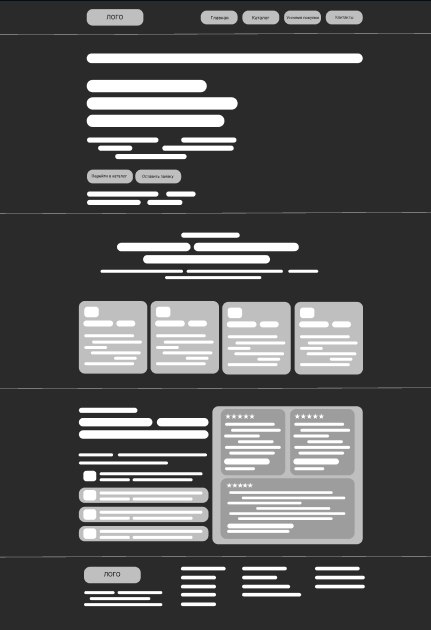 ЛОГО
Главная
Каталог
Условия покупки
Контакты
Перейти в каталог
Оставить заявку
ЛОГО